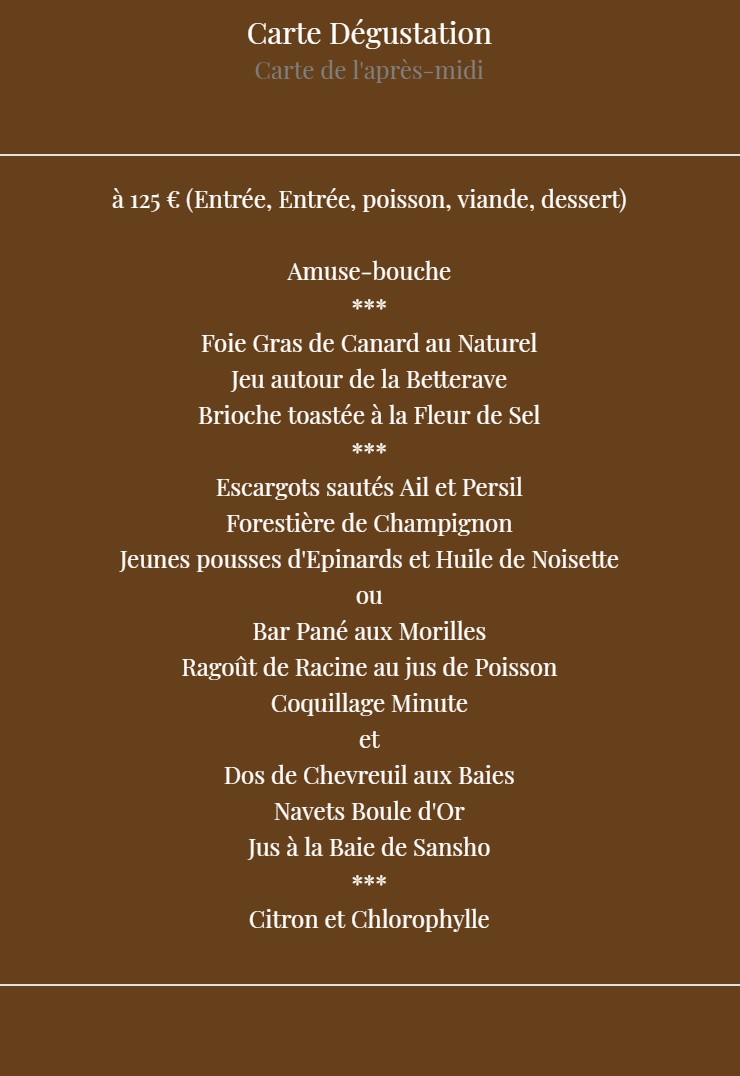 Carte Dégustation
Carte de l'après-midi
à 125 € (Entrée, Entrée, poisson, viande, dessert)
Amuse-bouche
***
Foie Gras de Canard au Naturel
Jeu autour de la Betterave
Brioche toastée à la Fleur de Sel
***
Escargots sautés Ail et Persil
Forestière de Champignon
Jeunes pousses d'Epinards et Huile de Noisette
ou
Bar Pané aux Morilles
Ragoût de Racine au jus de Poisson
Coquillage Minute
et
Dos de Chevreuil aux Baies
Navets Boule d'Or
Jus à la Baie de Sansho
***
Citron et Chlorophylle